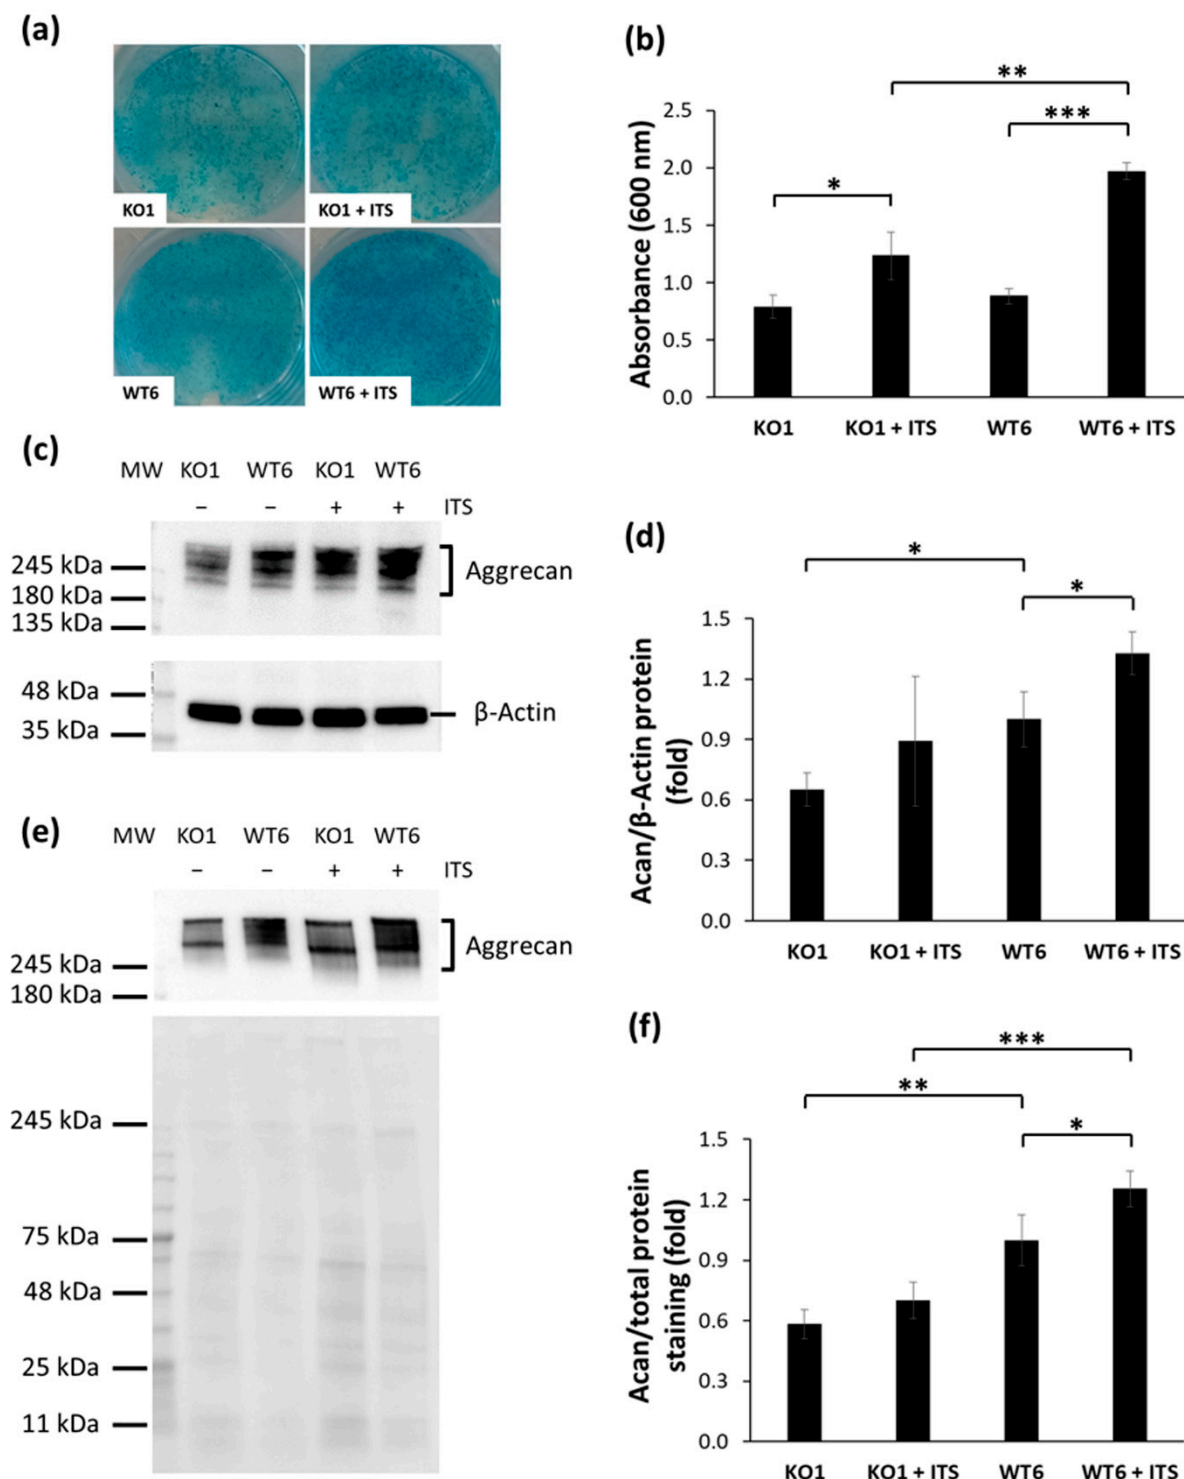 (a)
KO1
KO1 + ITS
WT6
WT6 + ITS
(b)
**
***
*
Absorbance (600 nm)
2.5
2.0
1.5
1.0
0.5
0.0
KO1 KO1 + ITS WT6 WT6 + ITS
(c)
MW KO1 WT6 KO1 WT6
− − + + ITS
245 kDa
180 kDa
135 kDa
Aggrecan
48 kDa
35 kDa
β-Actin
(d)
*
*
Acan/β-Actin protein
(fold)
1.5
1.2
0.9
0.6
0.3
0.0
KO1 KO1 + ITS WT6 WT6 + ITS
(e)
MW KO1 WT6 KO1 WT6
− − + + ITS
Aggrecan
245 kDa
180 kDa
245 kDa
75 kDa
48 kDa
25 kDa
11 kDa
(f)
***
**
*
Acan/total protein
staining (fold)
1.5
1.2
0.9
0.6
0.3
0.0
KO1 KO1 + ITS WT6 WT6 + ITS